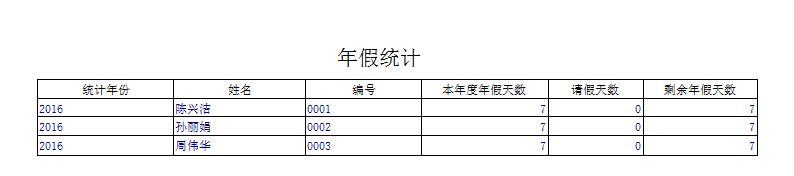 年假统计
统计年份 姓名 编号 本年度年假天数 请假天数 剩余年假天数
2016 陈兴洁 0001 7 0 7
2016 孙丽娟 0002 7 0 7
2016 周伟华 0003 7 0 7